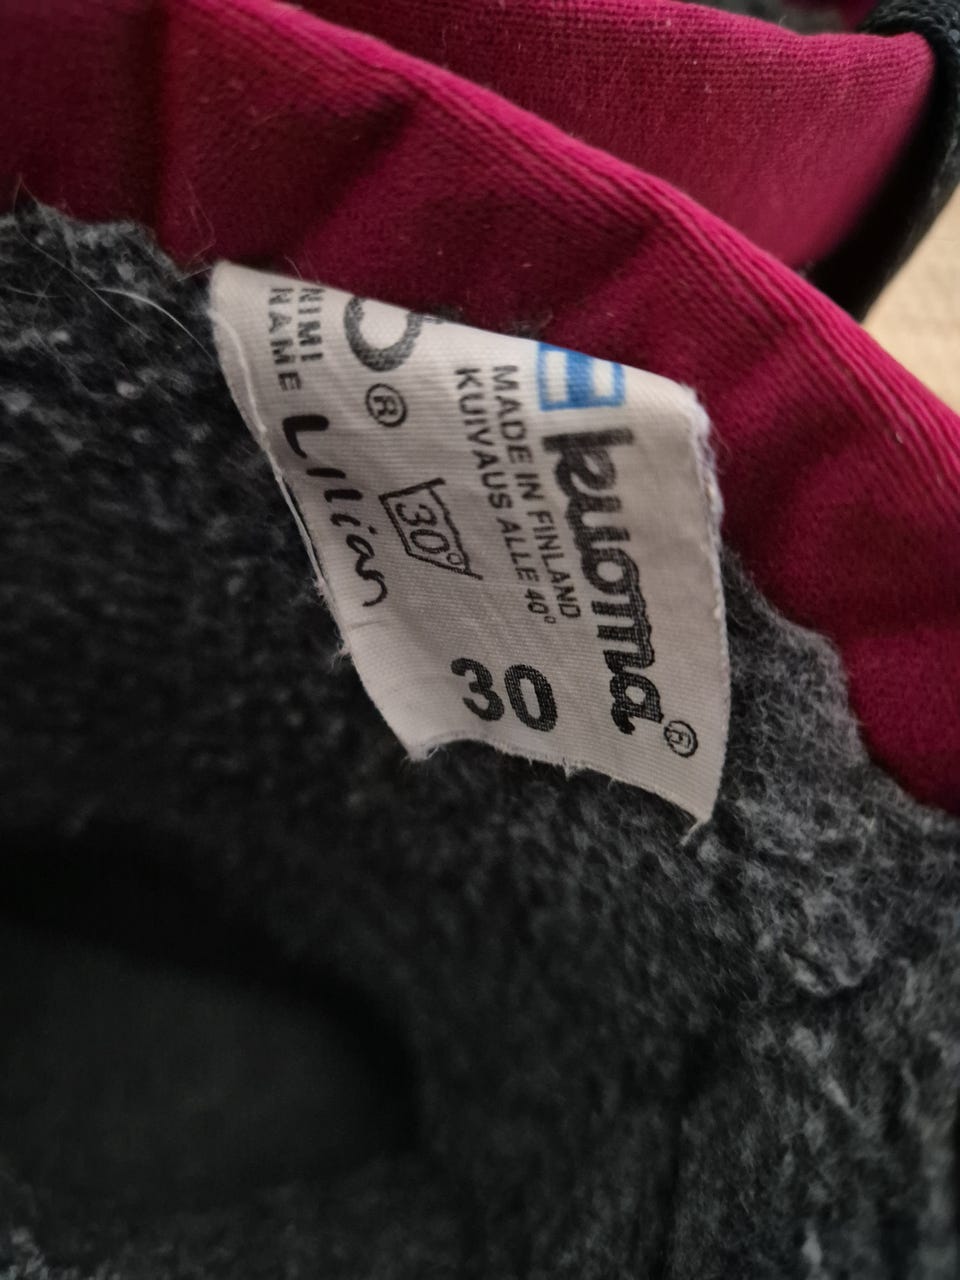 kuoma®
MADE IN FINLAND
KUIVAUS ALLE 40°
30
30°
®
NIMI
NAME Lilian